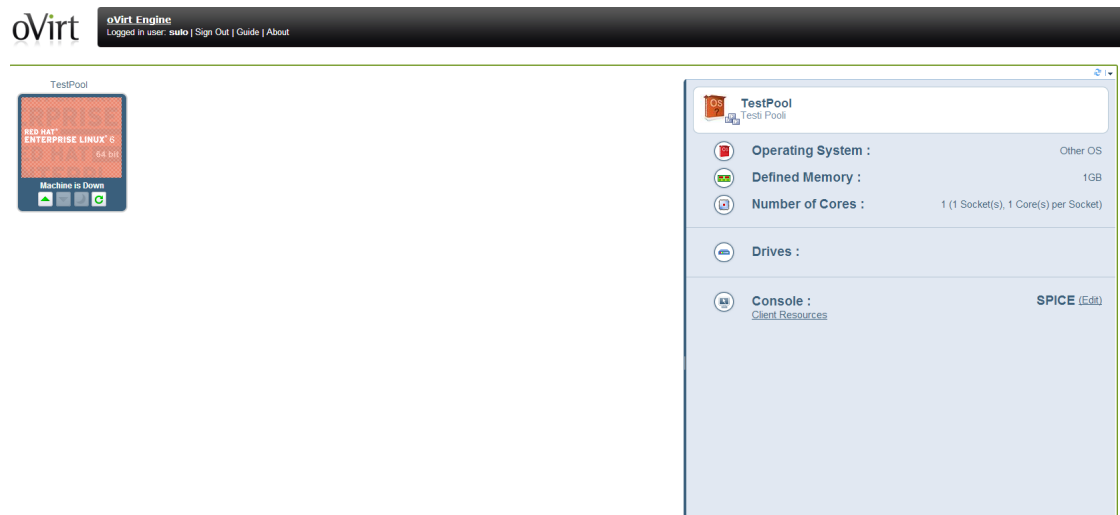 oVirt
oVirt Engine
Logged in user: sulo | Sign Out | Guide | About
TestPool
RED HAT®
ENTERPRISE LINUX® 6
64 bit
Machine is Down
OS
?
TestPool
Testi Pooli
Operating System :
Other OS
Defined Memory :
1GB
Number of Cores :
1 (1 Socket(s), 1 Core(s) per Socket)
Drives :
Console :
SPICE (Edit)
Client Resources